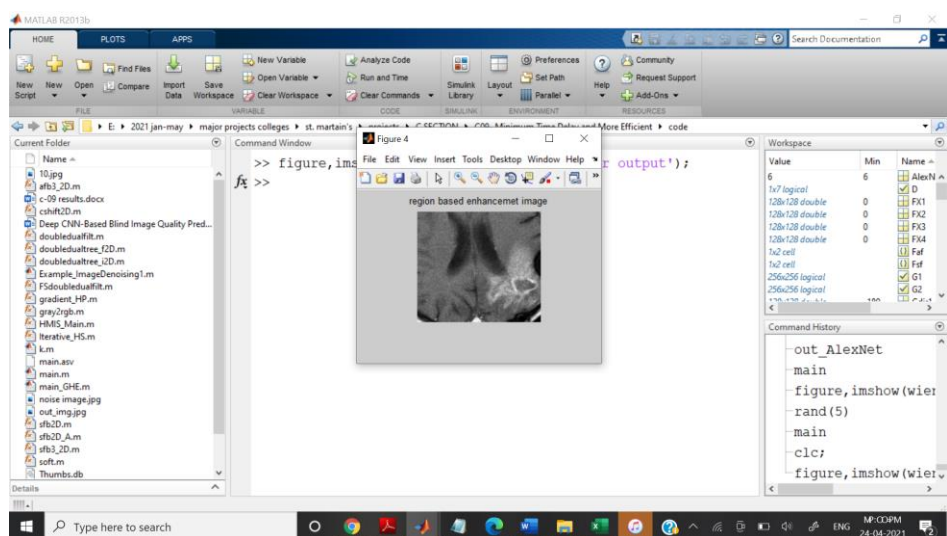 MATLAB R2013b
HOME PLOTS APPS
Search Documentation
New Script
New
Open
Find Files
Compare
Import Data
Save Workspace
New Variable
Open Variable
Clear Workspace
Analyze Code
Run and Time
Clear Commands
Simulink Library
Layout
Preferences
Set Path
Parallel
Help
Community
Request Support
Add-Ons
FILE VARIABLE CODE SIMULINK ENVIRONMENT RESOURCES
E: 2021 jan-may major projects colleges st. martain's projects C SECTION C09 Minimum Time Delay and More Efficient code
Current Folder
Name
10.jpg
afb3_2D.m
c-09 results.docx
cshift2D.m
Deep CNN-Based Blind Image Quality Pred...
doubledualfilt.m
doubledualtree_f2D.m
doubledualtree_i2D.m
Example_ImageDenoising1.m
FSdoubledualfilt.m
gradient_HP.m
gray2rgb.m
HMIS_Main.m
Iterative_HS.m
k.m
main.asv
main.m
main_GHE.m
noise image.jpg
out_img.jpg
sfb2D.m
sfb2D_A.m
sfb3_2D.m
soft.m
Thumbs.db
Details
Command Window
>> figure,ims
r output');
fx >>
Figure 4
File Edit View Insert Tools Desktop Window Help
region based enhancemet image
Workspace
Value Min Name
6 6 AlexN
1x7 logical D
128x128 double 0 FX1
128x128 double 0 FX2
128x128 double 0 FX3
128x128 double 0 FX4
1x2 cell Faf
1x2 cell Fsf
256x256 logical G1
256x256 logical G2
Command History
out_AlexNet
main
figure,imshow(wier
rand(5)
main
clc;
figure,imshow(wier
Type here to search
ENG
24-04-2021